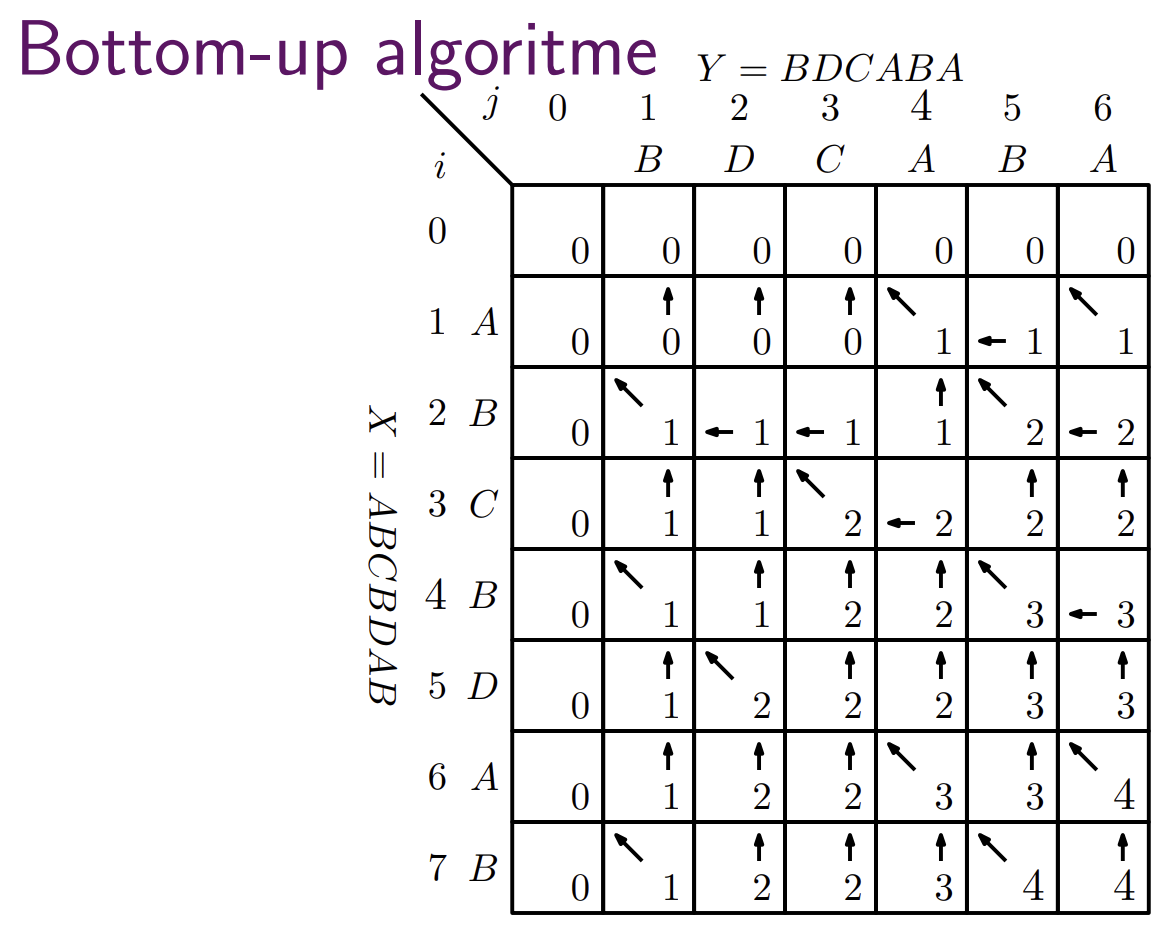 Bottom-up algoritme
Y = BDCABA
j 0 1 2 3 4 5 6
i B D C A B A
0 0 0 0 0 0 0 0
1 A 0 0 0 0 1 1 1
2 B 0 1 1 1 1 2 2
3 C 0 1 1 2 2 2 2
4 B 0 1 1 2 2 3 3
5 D 0 1 2 2 2 3 3
6 A 0 1 2 2 3 3 4
7 B 0 1 2 2 3 4 4
X = ABCBDAB